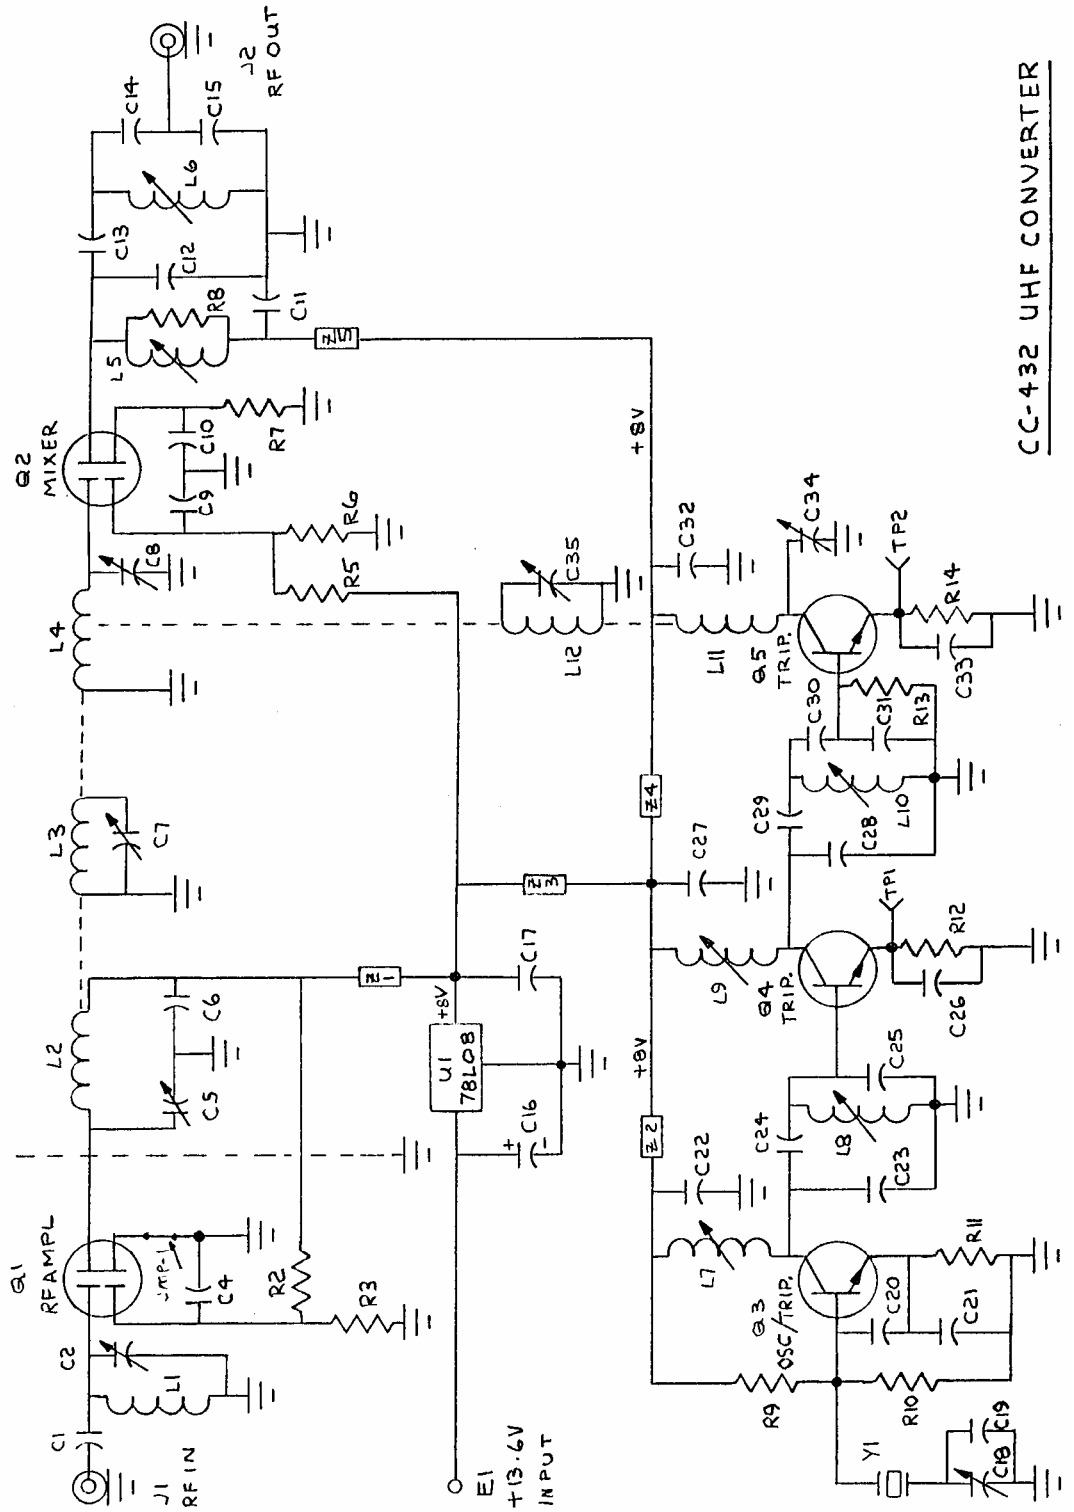 Q1
RFAMPL
Q2
MIXER
C1
C2
L2
L3
L4
L5
C13
C14
J1
RF IN
L1
JMP-1
C4
C5
C6
C7
C8
C9
C10
R8
C12
L6
C15
J2
RF OUT
R2
R3
R7
C11
R5
R6
Z1
Z5
E1
+13.6V
INPUT
U1
78L08
+8V
C16
C17
Z3
L12
C35
+8V
+8V
Z2
Z4
C22
C27
C32
L7
L9
L11
R9
Q3
OSC/TRIP.
C24
Q4
TRIP.
C29
C30
Q5
TRIP.
C34
Y1
R10
C20
C21
R11
C23
L8
C25
TP1
C28
L10
C31
R13
TP2
C18
C19
C26
R12
C33
R14
CC-432 UHF CONVERTER